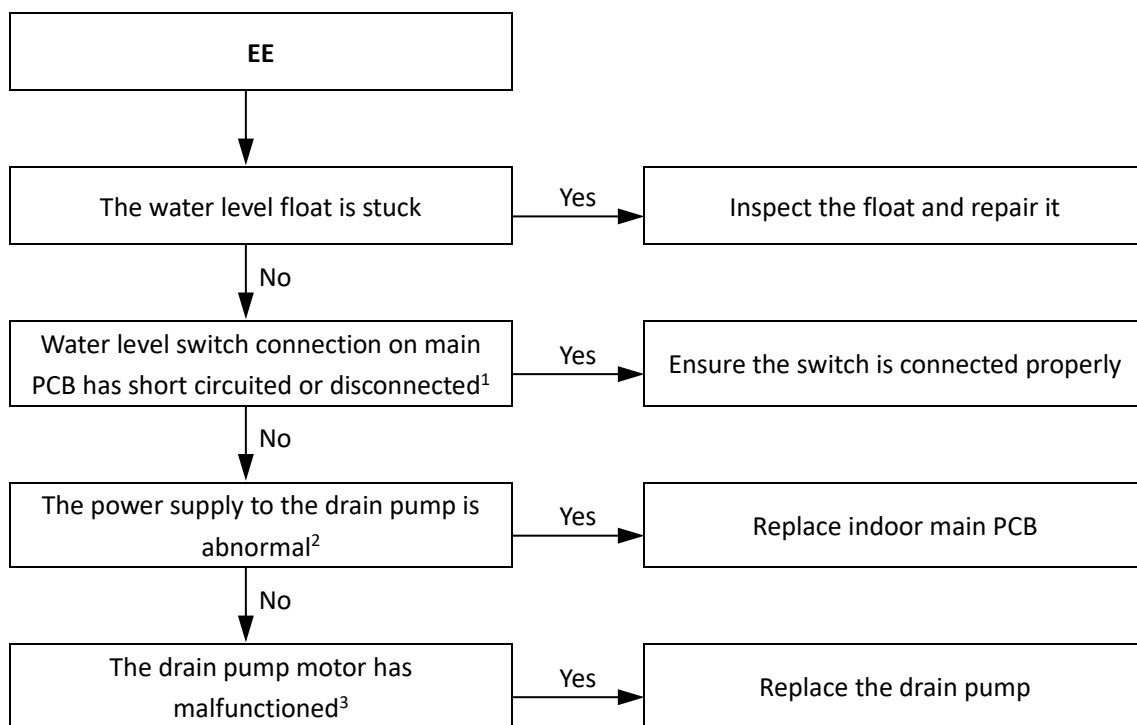 EE
The water level float is stuck
Yes
Inspect the float and repair it
No
Water level switch connection on main
PCB has short circuited or disconnected¹
Yes
Ensure the switch is connected properly
No
The power supply to the drain pump is
abnormal²
Yes
Replace indoor main PCB
No
The drain pump motor has
malfunctioned³
Yes
Replace the drain pump